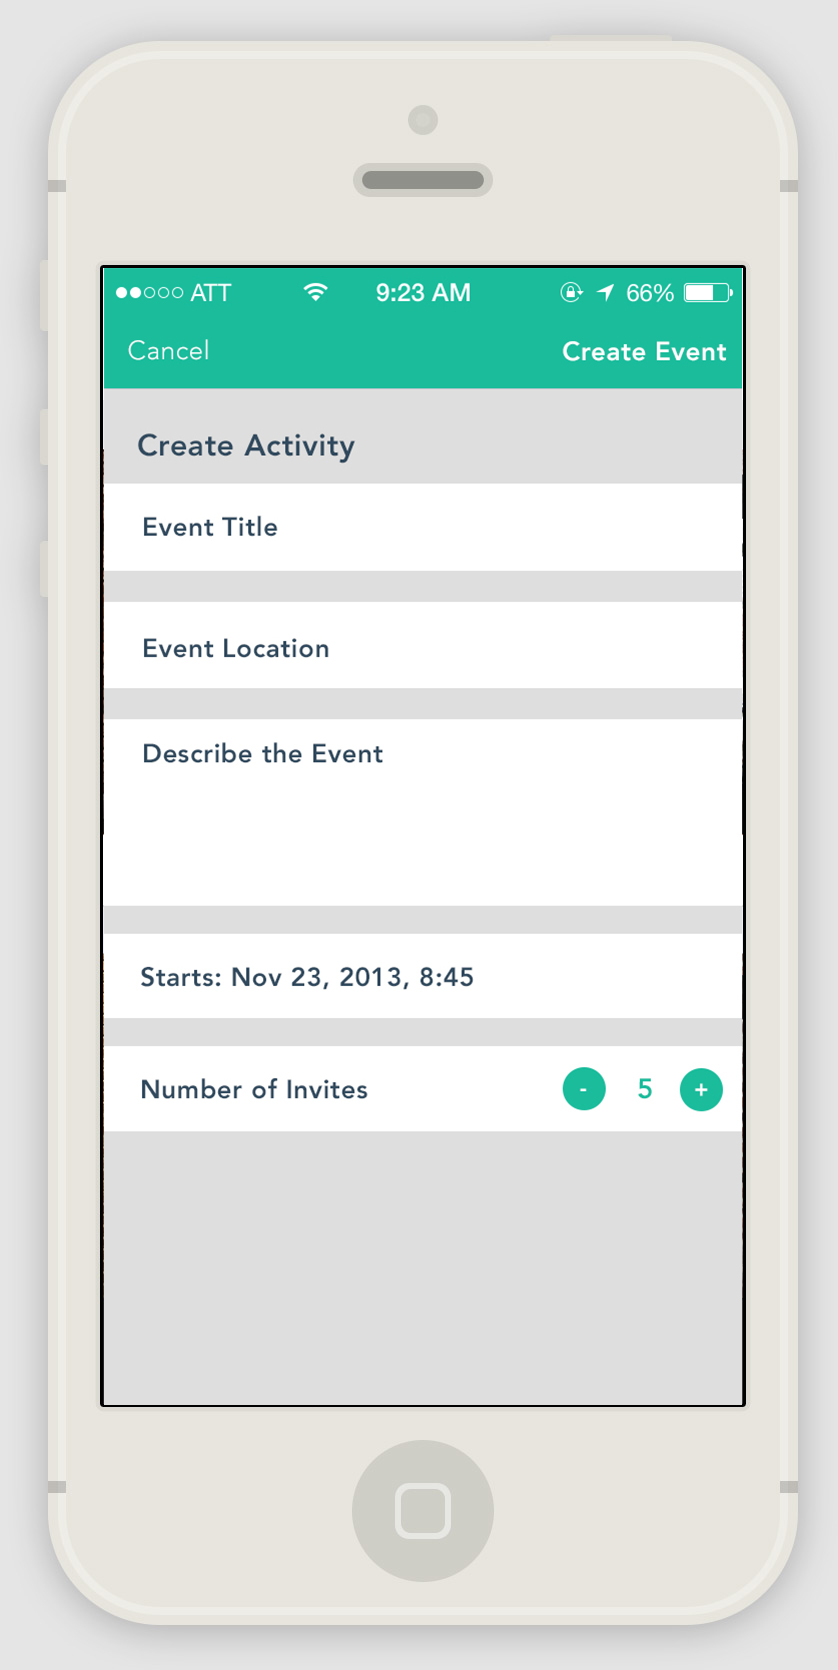 ATT 9:23 AM 66%
Cancel Create Event
Create Activity
Event Title
Event Location
Describe the Event
Starts: Nov 23, 2013, 8:45
Number of Invites - 5 +